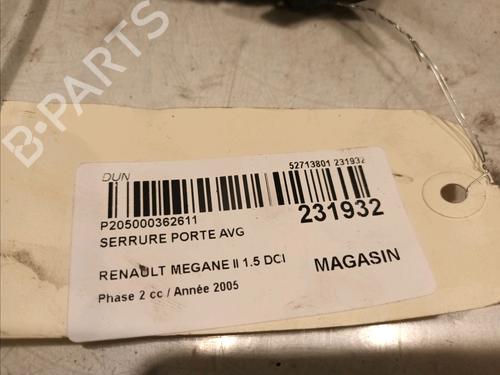 B-PARTS
DUN
52713801 231932
P205000362611
231932
SERRURE PORTE AVG
RENAULT MEGANE II 1.5 DCI
MAGASIN
Phase 2 cc / Année 2005